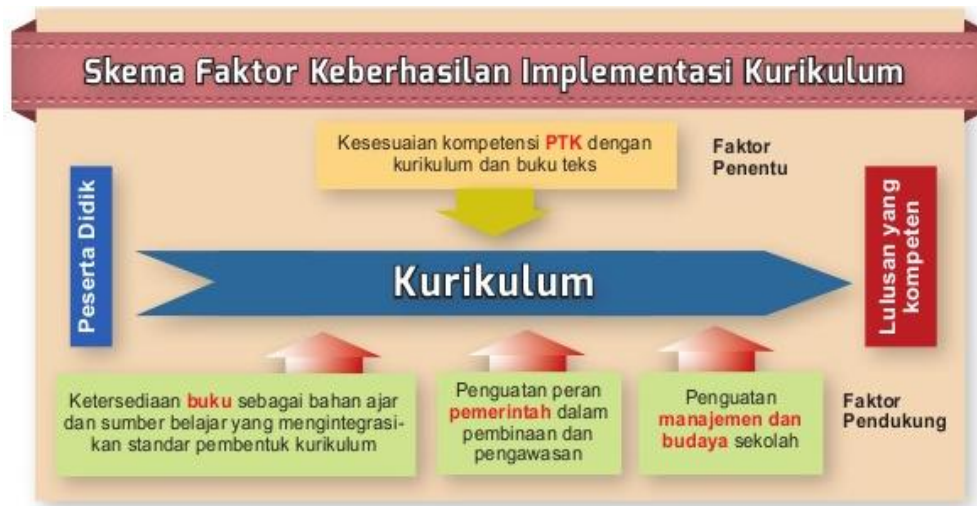 Skema Faktor Keberhasilan Implementasi Kurikulum
Kesesuaian kompetensi PTK dengan
kurikulum dan buku teks
Faktor
Penentu
Peserta Didik
Kurikulum
Lulusan yang
kompeten
Ketersediaan buku sebagai bahan ajar
dan sumber belajar yang mengintegrasi-
kan standar pembentuk kurikulum
Penguatan peran
pemerintah dalam
pembinaan dan
pengawasan
Penguatan
manajemen dan
budaya sekolah
Faktor
Pendukung